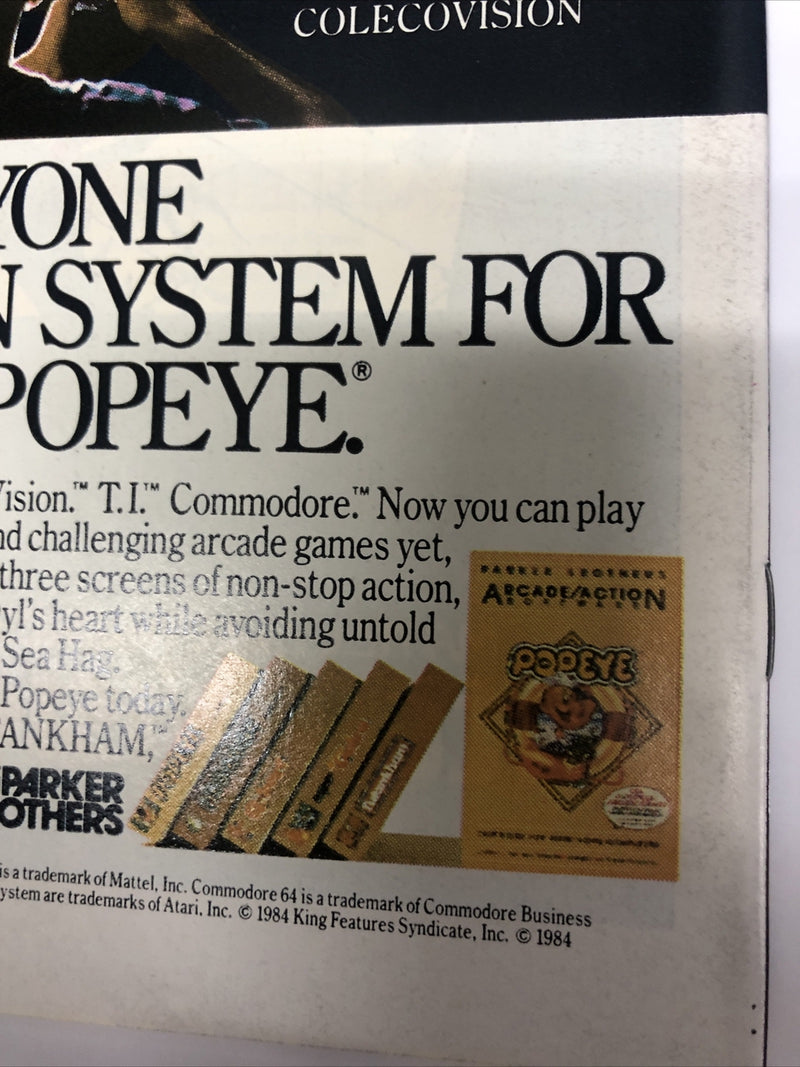 COLECOVISION
YONE
N SYSTEM FOR
POPEYE.®
ision.™ T.I.™ Commodore.™ Now you can play
nd challenging arcade games yet,
three screens of non-stop action,
yl's heart while avoiding untold
Sea Hag.
Popeye today.
ANKHAM,™
PARKER
OTHERS
PARKER BROTHERS
ARCADE/ACTION
SOFTWARE
POPEYE
is a trademark of Mattel, Inc. Commodore 64 is a trademark of Commodore Business
ystem are trademarks of Atari, Inc. © 1984 King Features Syndicate, Inc. © 1984